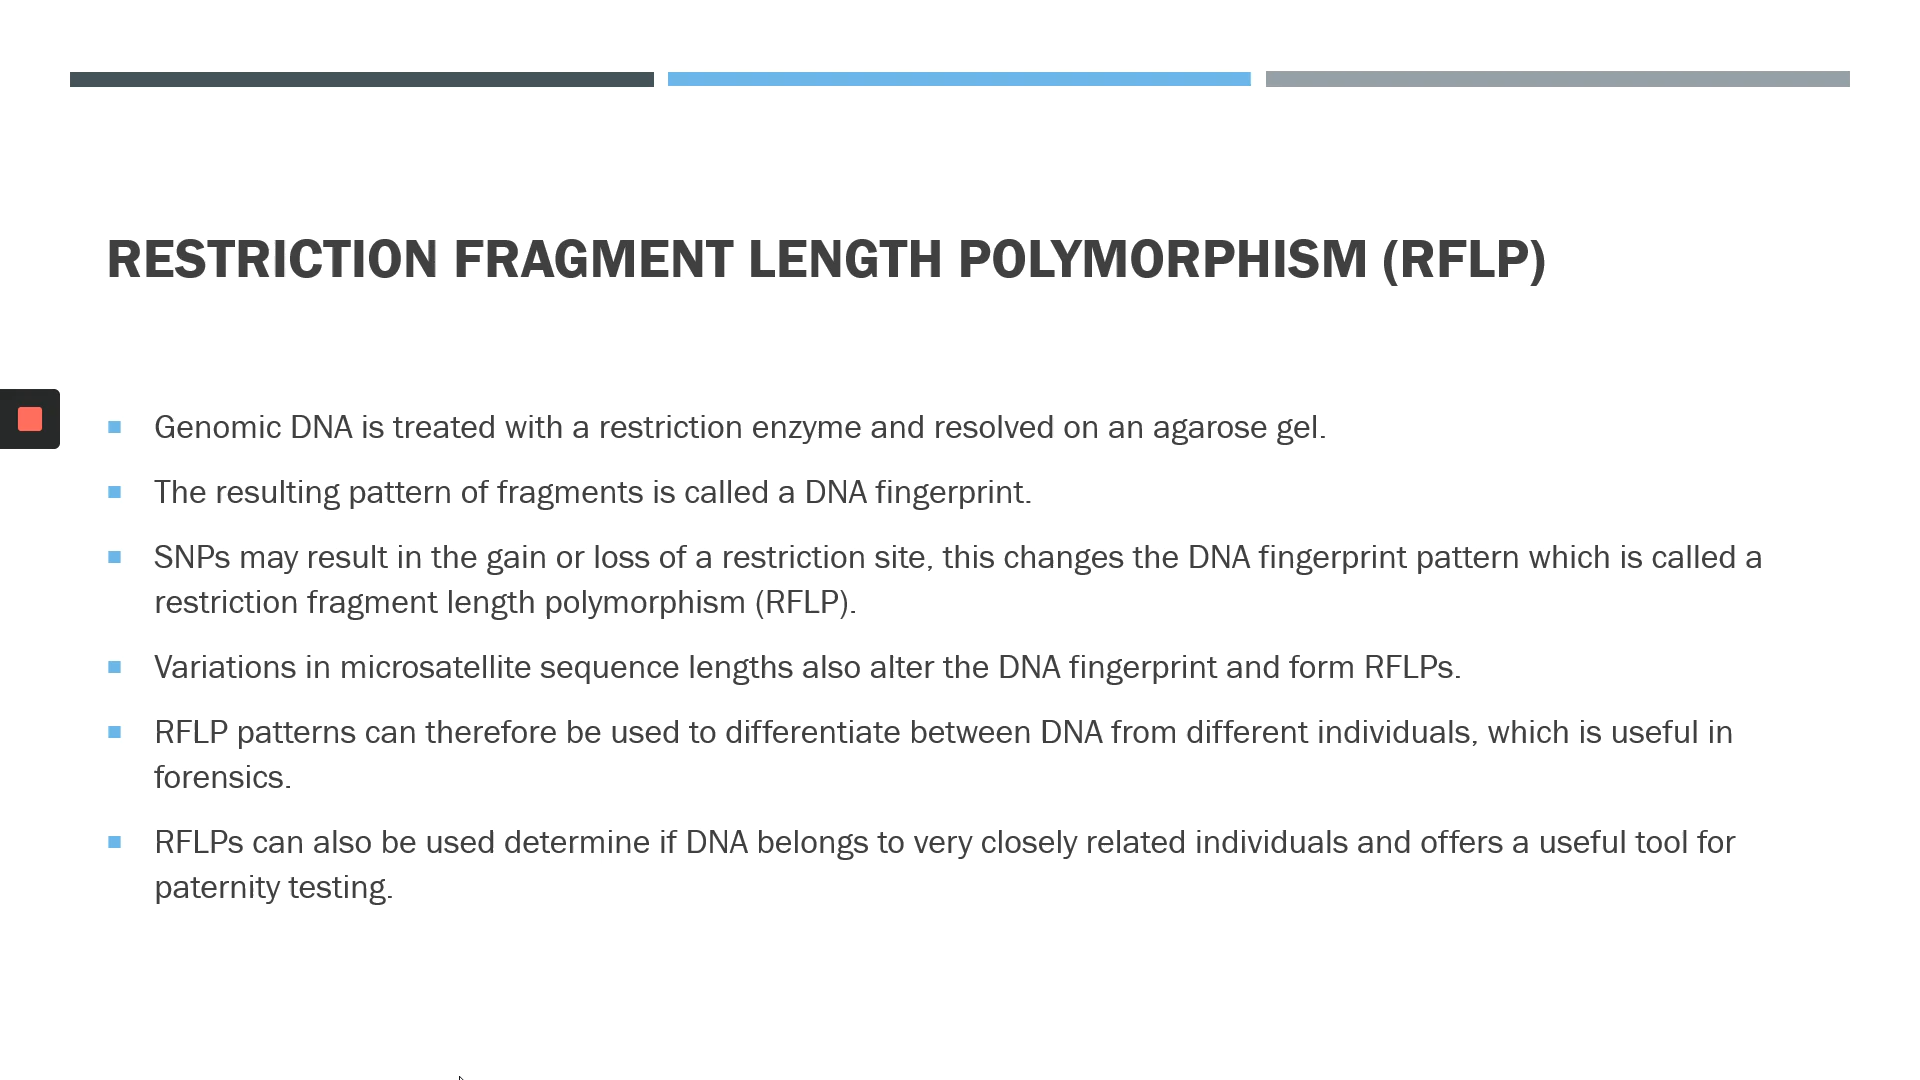 RESTRICTION FRAGMENT LENGTH POLYMORPHISM (RFLP)
Genomic DNA is treated with a restriction enzyme and resolved on an agarose gel.
The resulting pattern of fragments is called a DNA fingerprint.
SNPs may result in the gain or loss of a restriction site, this changes the DNA fingerprint pattern which is called a
restriction fragment length polymorphism (RFLP).
Variations in microsatellite sequence lengths also alter the DNA fingerprint and form RFLPs.
RFLP patterns can therefore be used to differentiate between DNA from different individuals, which is useful in
forensics.
RFLPs can also be used determine if DNA belongs to very closely related individuals and offers a useful tool for
paternity testing.